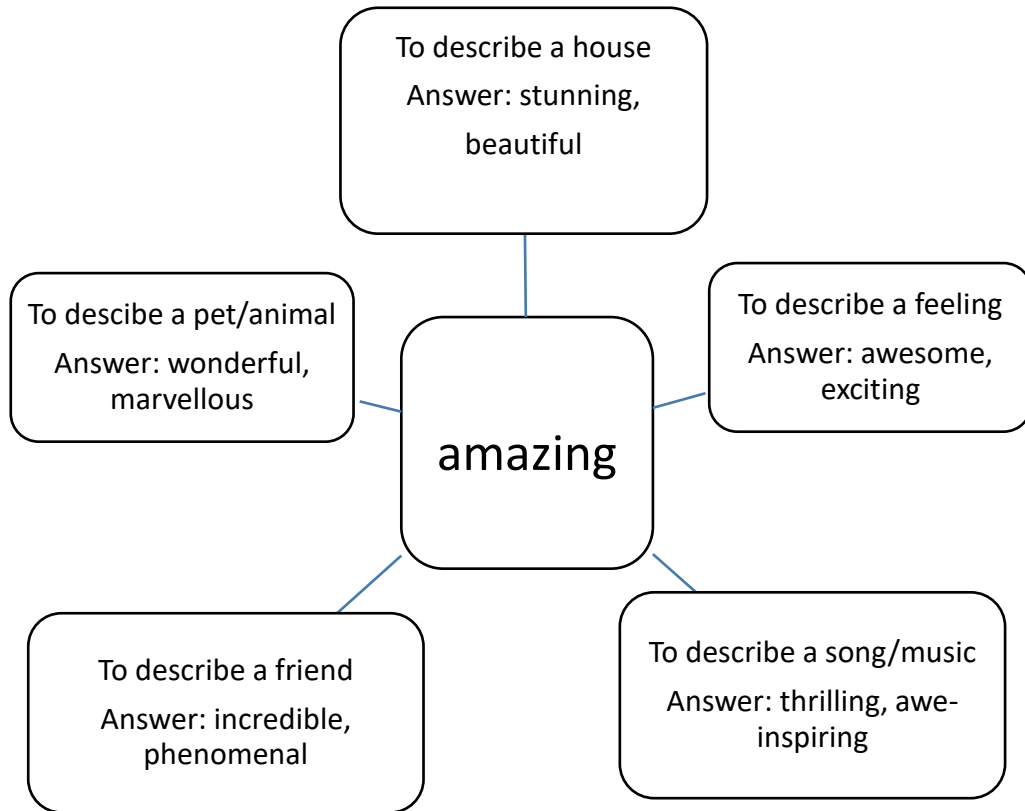 To describe a house
Answer: stunning,
beautiful
To descibe a pet/animal
Answer: wonderful,
marvellous
To describe a feeling
Answer: awesome,
exciting
amazing
To describe a friend
Answer: incredible,
phenomenal
To describe a song/music
Answer: thrilling, awe-
inspiring